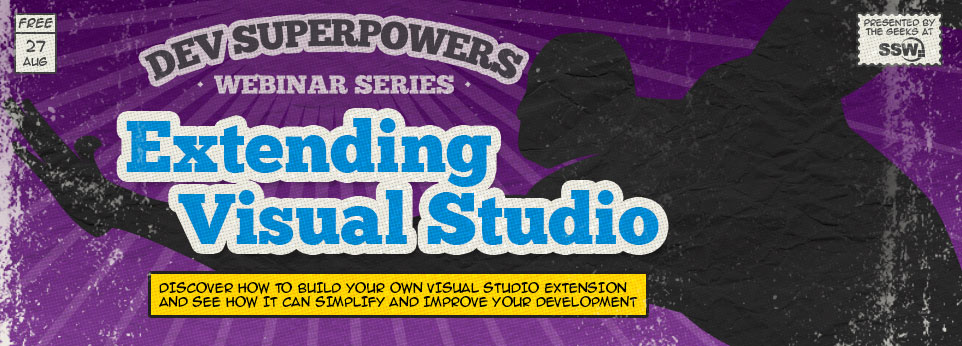 FREE
27
AUG
DEV SUPERPOWERS
· WEBINAR SERIES ·
Extending
Visual Studio
DISCOVER HOW TO BUILD YOUR OWN VISUAL STUDIO EXTENSION
AND SEE HOW IT CAN SIMPLIFY AND IMPROVE YOUR DEVELOPMENT
PRESENTED BY
THE GEEKS AT
SSW